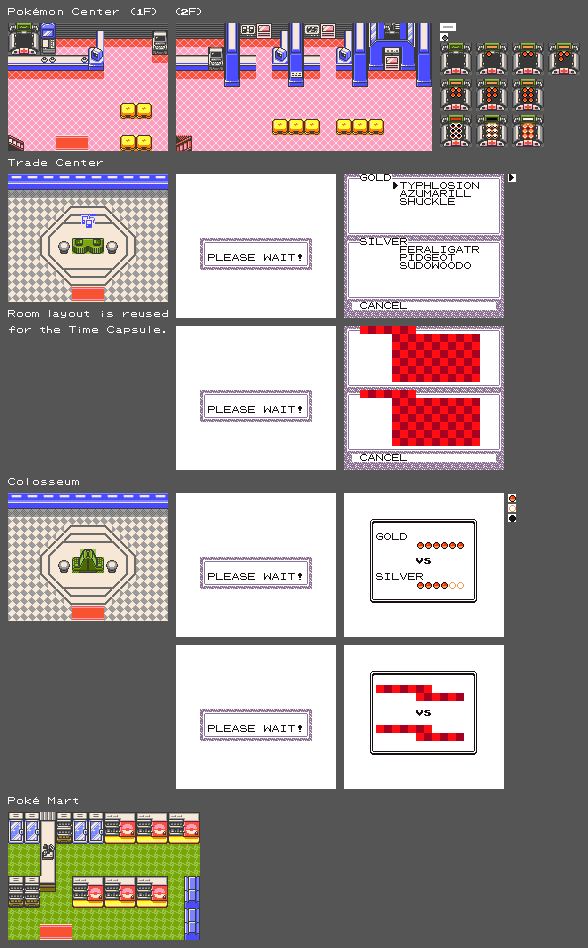 Pokémon Center (1F) (2F)
Trade Center
PLEASE WAIT!
GOLD
TYPHLOSION
AZUMARILL
SHUCKLE
SILVER
FERALIGATR
PIDGEOT
SUDOWOODO
CANCEL
Room layout is reused
for the Time Capsule.
PLEASE WAIT!
CANCEL
Colosseum
PLEASE WAIT!
GOLD
VS
SILVER
PLEASE WAIT!
VS
Poké Mart